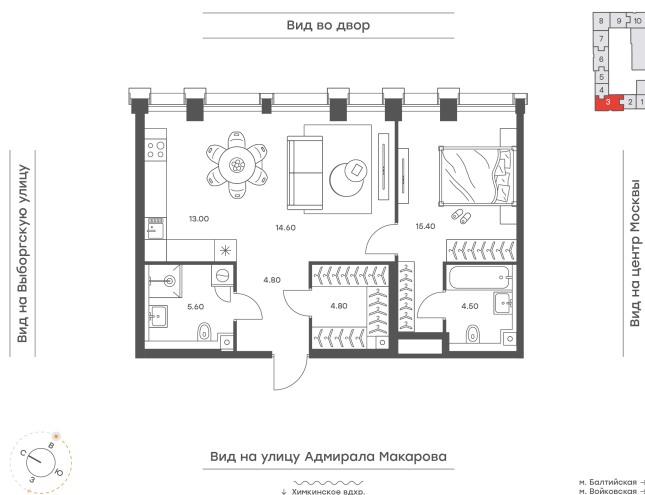 Вид во двор
8 9 10
7
6
5
4
3 2 1
Вид на Выборгскую улицу
Вид на центр Москвы
13.00
14.60
15.40
4.80
5.60
4.80
4.50
Вид на улицу Адмирала Макарова
С В
З Ю
↓ Химкинское вдхр.
м. Балтийская →
м. Войковская →